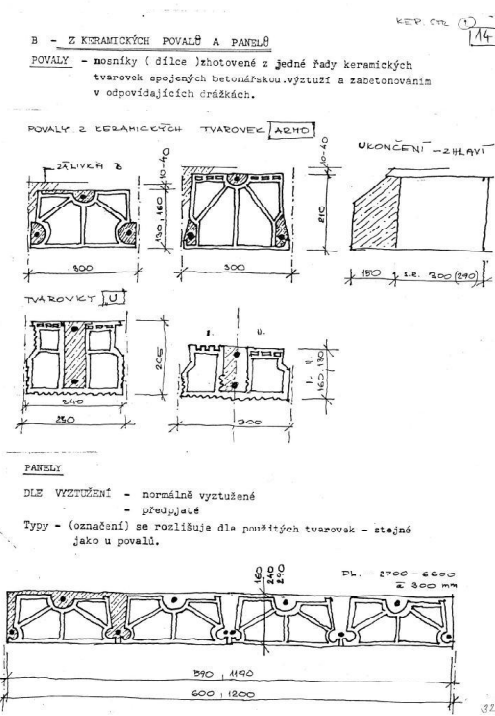 KER. STR. 1
14
B - Z KERAMICKÝCH POVALŮ A PANELŮ
POVALY - nosníky ( dílce )zhotovené z jedné řady keramických
tvarovek spojených betonářskou výztuží a zabetonováním
v odpovídajících drážkách.
POVALY Z KERAMICKÝCH TVAROVEK ARMO
UKONČENÍ - ZHLAVÍ
ZÁLIVKA B
10-40
130, 160
300
10-40
210
300
150
300 (290)
TVAROVKY U
205
240
250
I. II.
I. II.
160, 130
300
PANELY
DLE VYZTUŽENÍ - normálně vyztužené
- předpjaté
Typy - (označení) se rozlišuje dle použitých tvarovek - stejné
jako u povalů.
160
240
290
DL. 2700 - 6600
à 300 mm
590, 1190
600, 1200
32